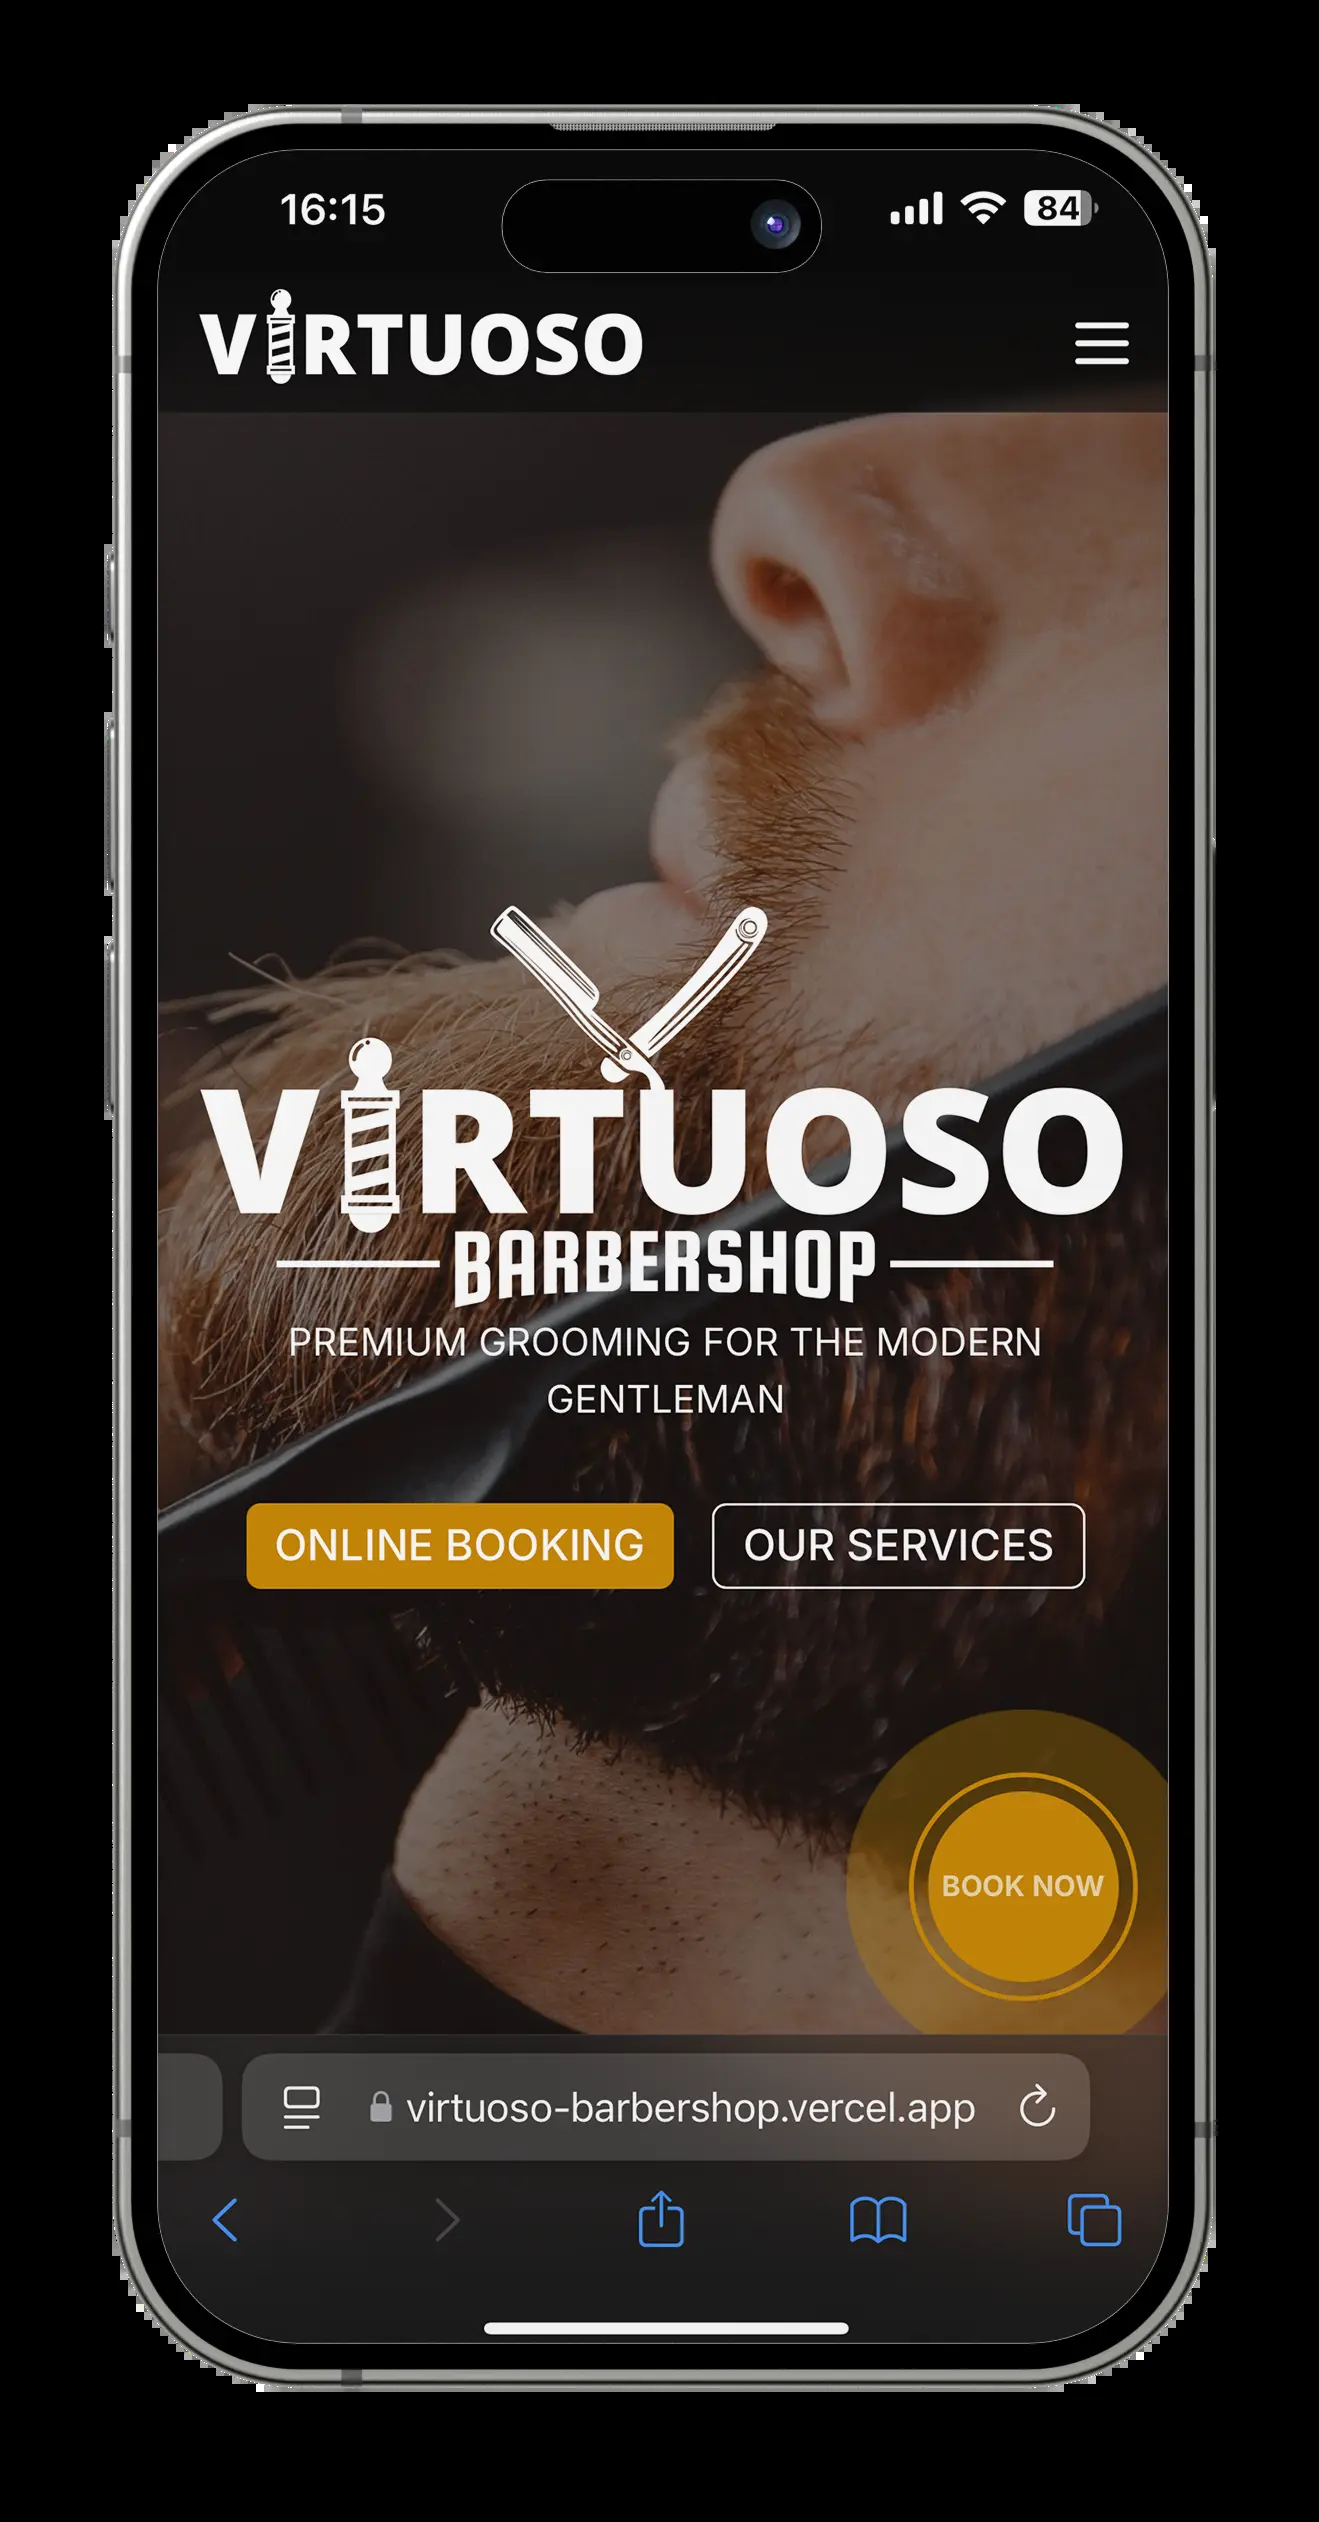 16:15
84
VIRTUOSO
VIRTUOSO
BARBERSHOP
PREMIUM GROOMING FOR THE MODERN
GENTLEMAN
ONLINE BOOKING
OUR SERVICES
BOOK NOW
virtuoso-barbershop.vercel.app